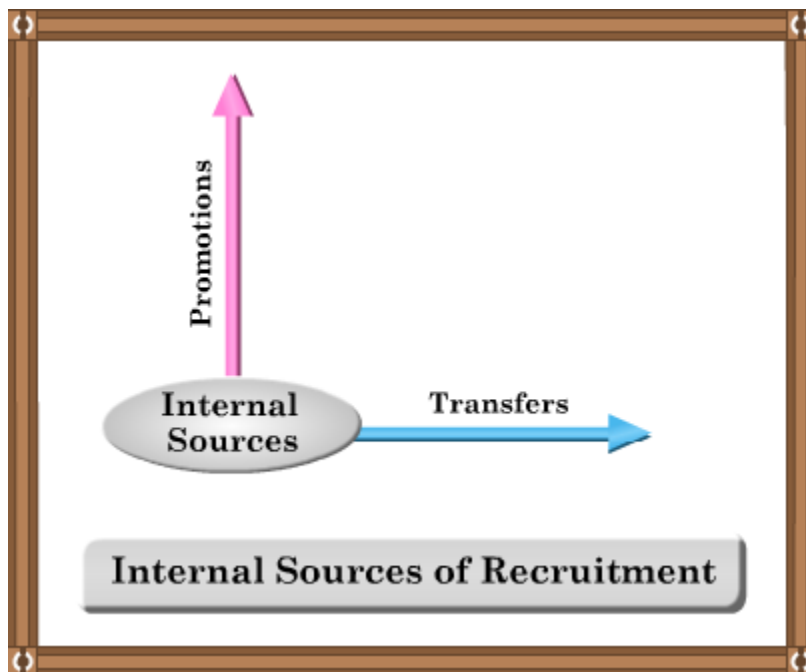 Promotions
Internal
Sources
Transfers
Internal Sources of Recruitment